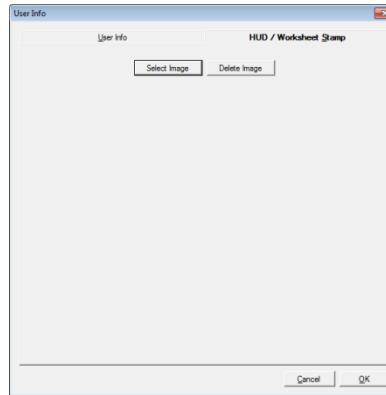 User Info
User Info HUD / Worksheet Stamp
Select Image Delete Image
Cancel OK